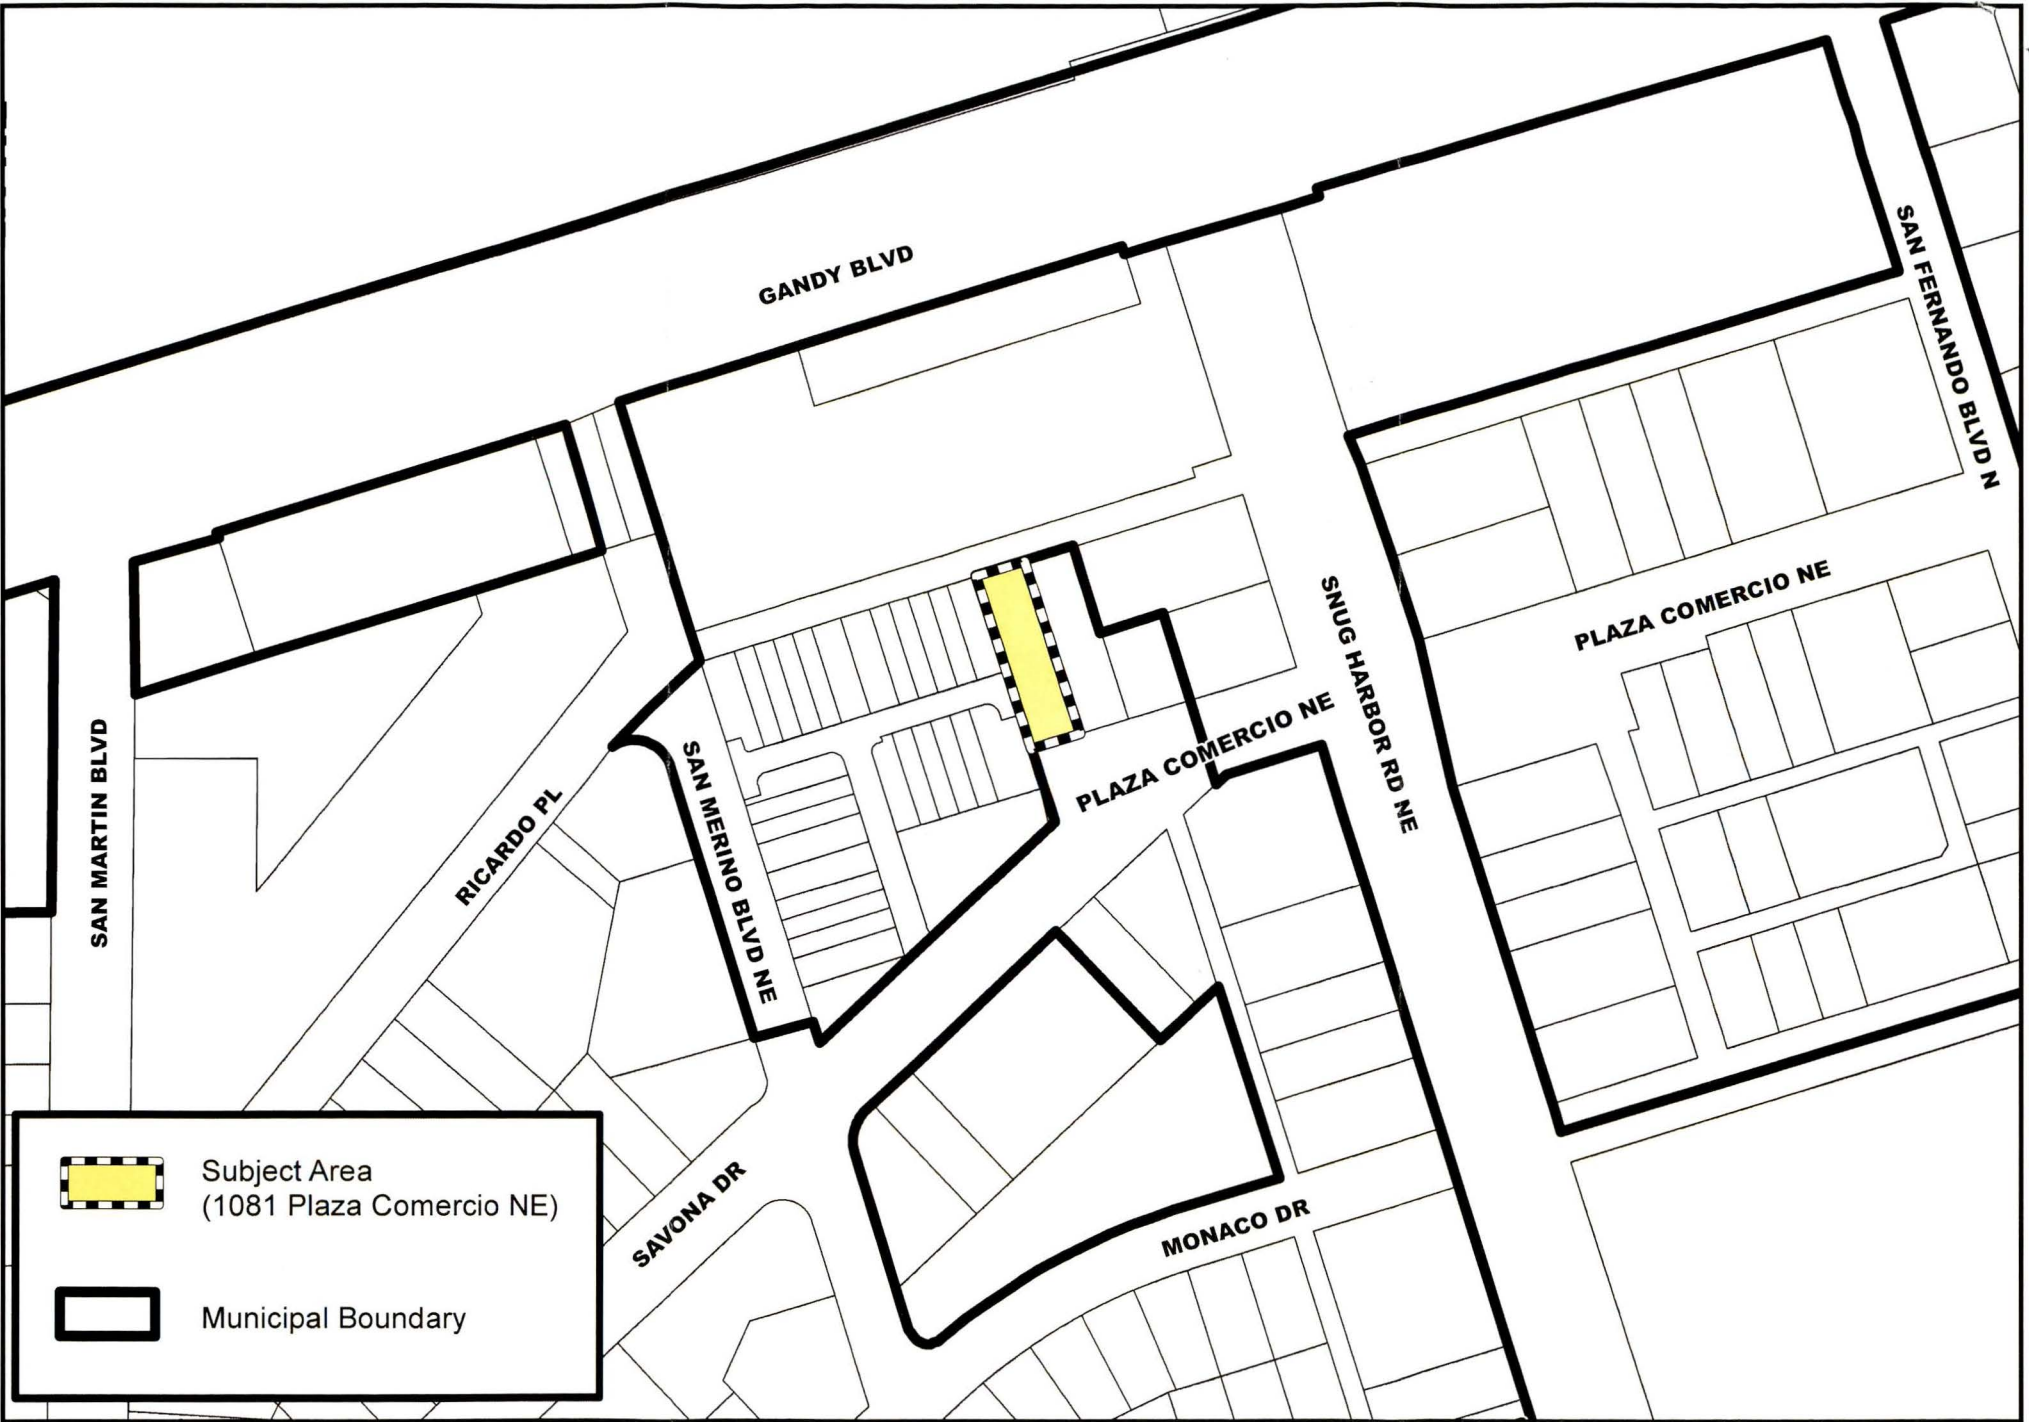 GANDY BLVD
SAN FERNANDO BLVD N
PLAZA COMERCIO NE
SNUG HARBOR RD NE
PLAZA COMERCIO NE
SAN MARTIN BLVD
RICARDO PL
SAN MERINO BLVD NE
SAVONA DR
MONACO DR
Subject Area
(1081 Plaza Comercio NE)
Municipal Boundary